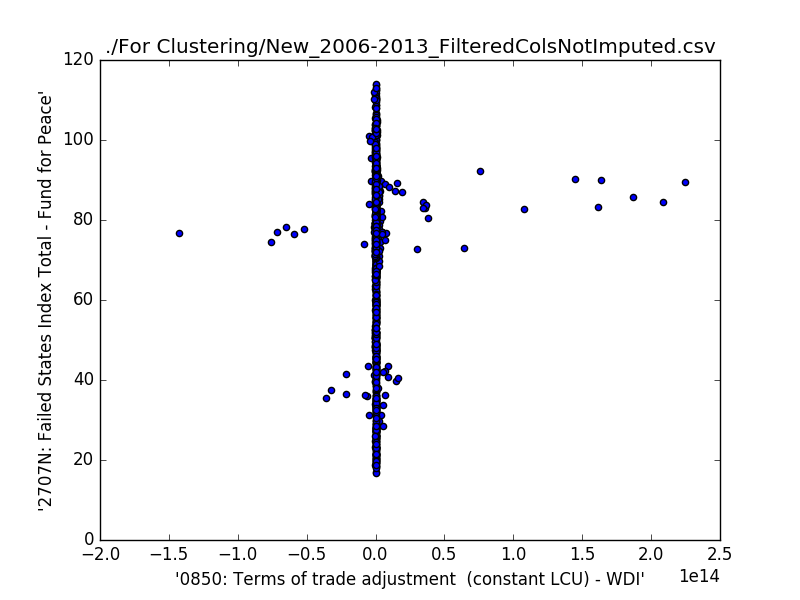 ./For Clustering/New_2006-2013_FilteredColsNotImputed.csv
120
100
80
60
40
20
0
'2707N: Failed States Index Total - Fund for Peace'
−2.0 −1.5 −1.0 −0.5 0.0 0.5 1.0 1.5 2.0 2.5
1e14
'0850: Terms of trade adjustment  (constant LCU) - WDI'